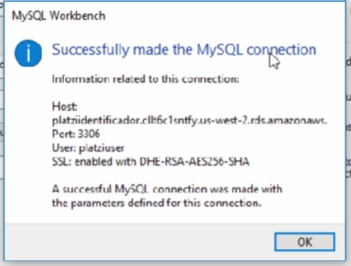 MySQL Workbench
Successfully made the MySQL connection
Information related to this connection:
Host:
platziidentificador.cllt6c1sntfy.us-west-2.rds.amazonaws.
Port: 3306
User: platziuser
SSL: enabled with DHE-RSA-AES256-SHA
A successful MySQL connection was made with
the parameters defined for this connection.
OK